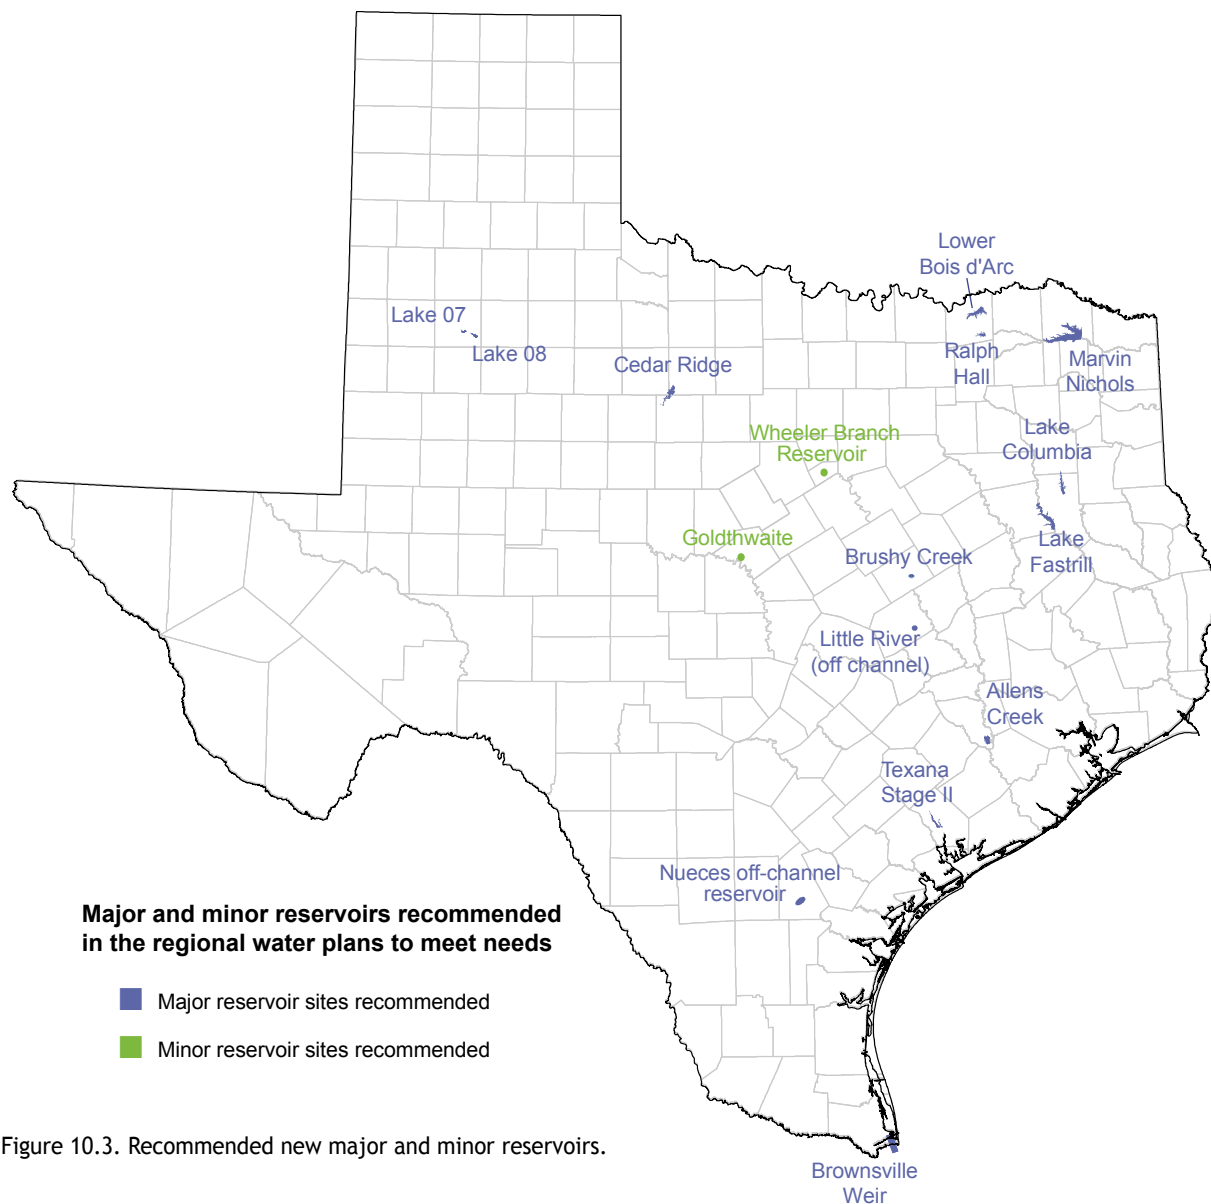 Lower
Bois d'Arc
Lake 07
Lake 08
Cedar Ridge
Ralph
Hall
Marvin
Nichols
Wheeler Branch
Reservoir
Lake
Columbia
Goldthwaite
Brushy Creek
Lake
Fastrill
Little River
(off channel)
Allens
Creek
Texana
Stage II
Nueces off-channel
reservoir
Major and minor reservoirs recommended
in the regional water plans to meet needs
Major reservoir sites recommended
Minor reservoir sites recommended
Figure 10.3. Recommended new major and minor reservoirs.
Brownsville
Weir